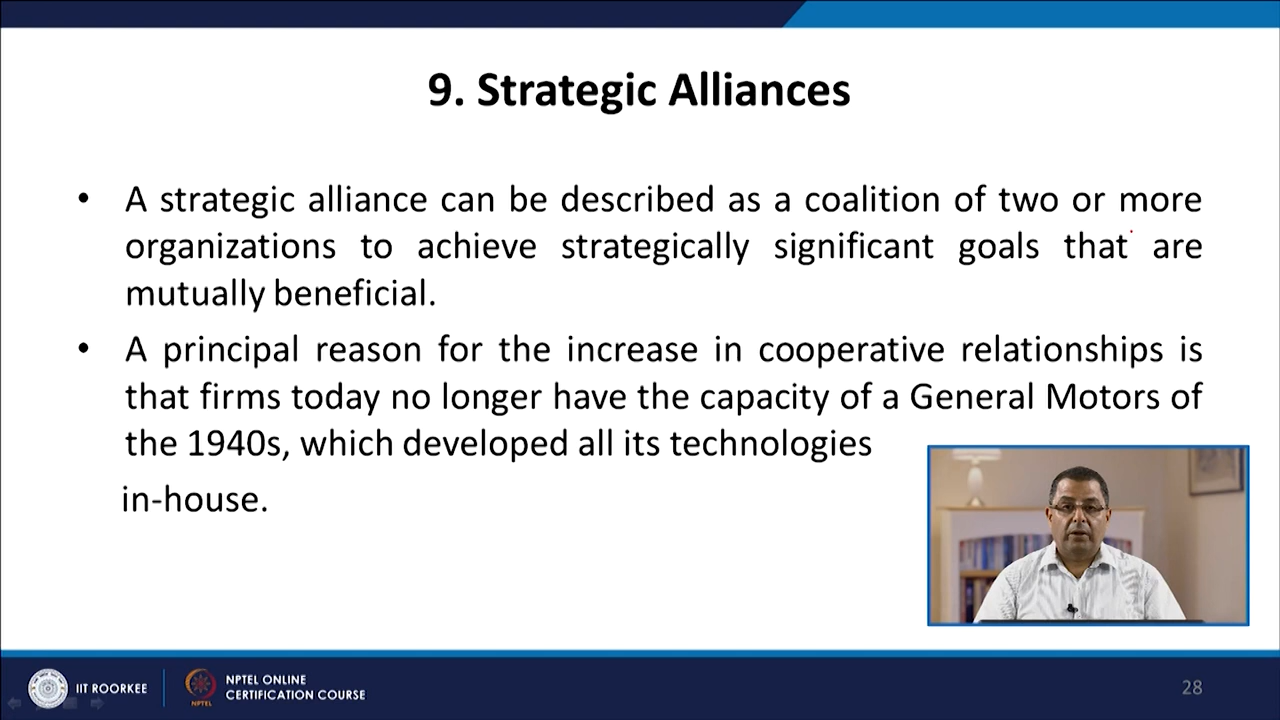 9. Strategic Alliances
• A strategic alliance can be described as a coalition of two or more
organizations to achieve strategically significant goals that are
mutually beneficial.
• A principal reason for the increase in cooperative relationships is
that firms today no longer have the capacity of a General Motors of
the 1940s, which developed all its technologies
in-house.
IIT ROORKEE
NPTEL
NPTEL ONLINE
CERTIFICATION COURSE
28